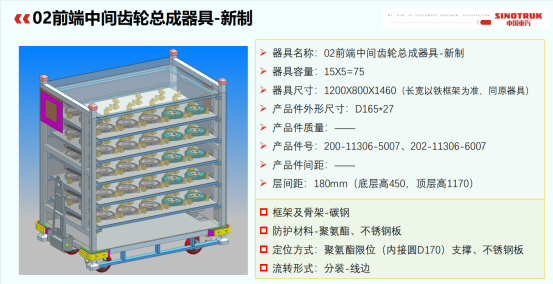 02前端中间齿轮总成器具-新制
SINOTRUK
中国重汽
器具名称：02前端中间齿轮总成器具-新制
器具容量：15X5=75
器具尺寸：1200X800X1460（长宽以铁框架为准、同原器具）
产品件外形尺寸：D165*27
产品件质量：——
产品件号：200-11306-5007、202-11306-6007
产品件间距：——
层间距：180mm（底层高450、顶层高1170）
框架及骨架-碳钢
防护材料-聚氨酯、不锈钢板
定位方式：聚氨酯限位（内接圆D170）支撑、不锈钢板
流转形式：分装-线边